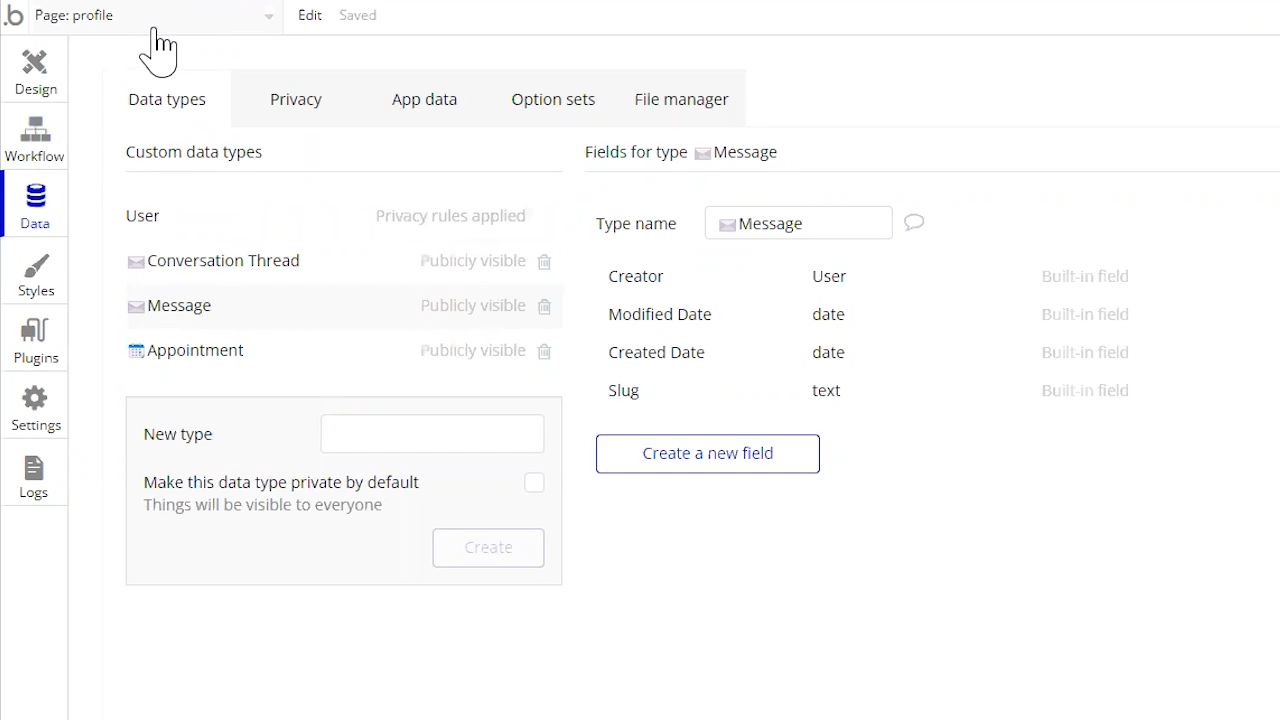 .b Page: profile Edit Saved
Design
Workflow
Data
Styles
Plugins
Settings
Logs
Data types Privacy App data Option sets File manager
Custom data types
User Privacy rules applied
Conversation Thread Publicly visible
Message Publicly visible
Appointment Publicly visible
New type
Make this data type private by default
Things will be visible to everyone
Create
Fields for type Message
Type name Message
Creator User Built-in field
Modified Date date Built-in field
Created Date date Built-in field
Slug text Built-in field
Create a new field